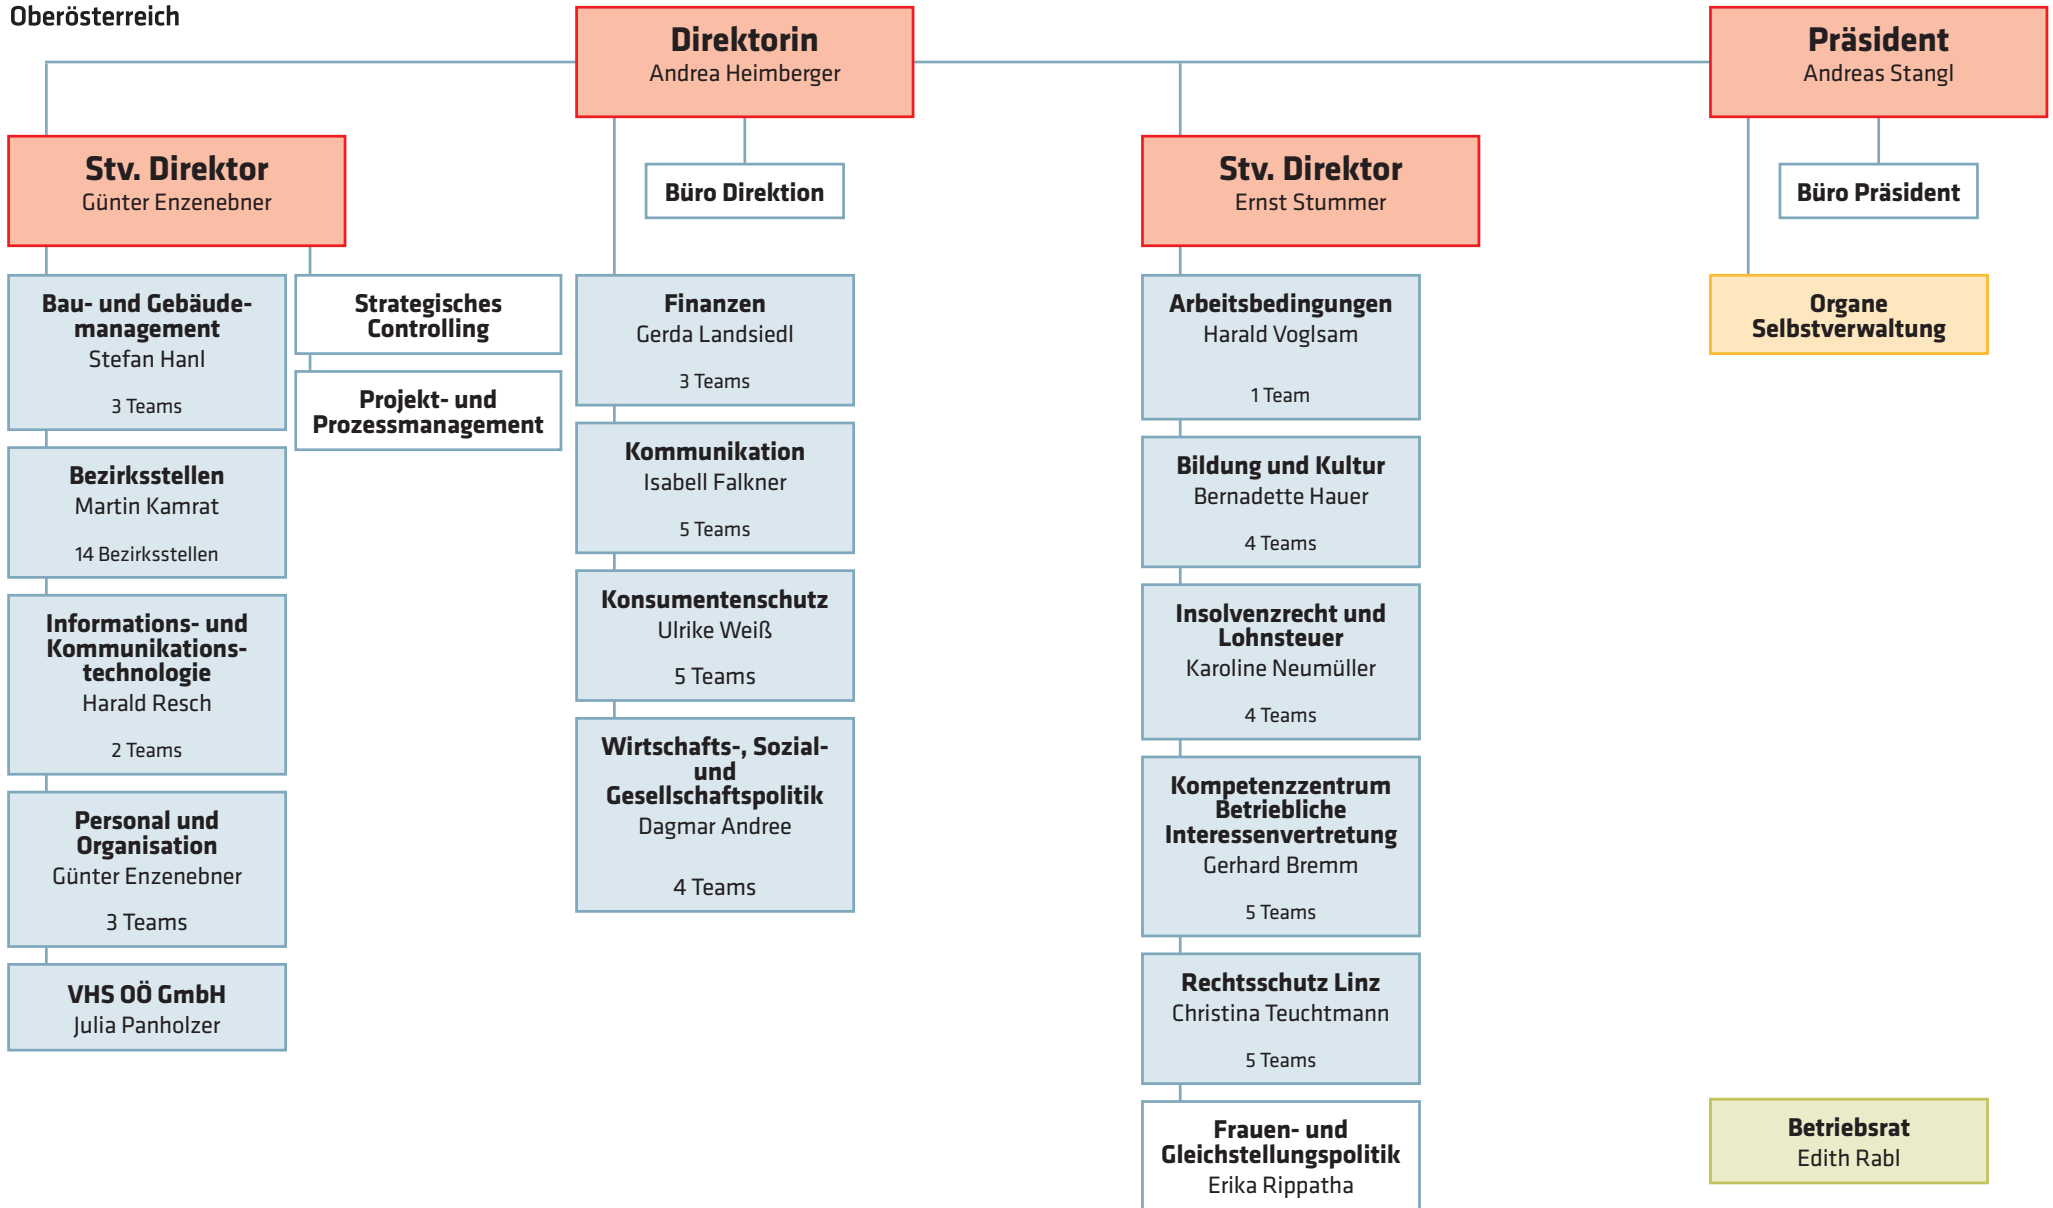 Oberösterreich
Direktorin
Andrea Heimberger
Präsident
Andreas Stangl
Stv. Direktor
Günter Enzenebner
Büro Direktion
Stv. Direktor
Ernst Stummer
Büro Präsident
Bau- und Gebäude-
management
Stefan Hanl
3 Teams
Bezirksstellen
Martin Kamrat
14 Bezirksstellen
Informations- und
Kommunikations-
technologie
Harald Resch
2 Teams
Personal und
Organisation
Günter Enzenebner
3 Teams
VHS OÖ GmbH
Julia Panholzer
Strategisches
Controlling
Projekt- und
Prozessmanagement
Finanzen
Gerda Landsiedl
3 Teams
Kommunikation
Isabell Falkner
5 Teams
Konsumentenschutz
Ulrike Weiß
5 Teams
Wirtschafts-, Sozial-
und
Gesellschaftspolitik
Dagmar Andree
4 Teams
Arbeitsbedingungen
Harald Voglsam
1 Team
Bildung und Kultur
Bernadette Hauer
4 Teams
Insolvenzrecht und
Lohnsteuer
Karoline Neumüller
4 Teams
Kompetenzzentrum
Betriebliche
Interessenvertretung
Gerhard Bremm
5 Teams
Rechtsschutz Linz
Christina Teuchtmann
5 Teams
Frauen- und
Gleichstellungspolitik
Erika Rippatha
Organe
Selbstverwaltung
Betriebsrat
Edith Rabl